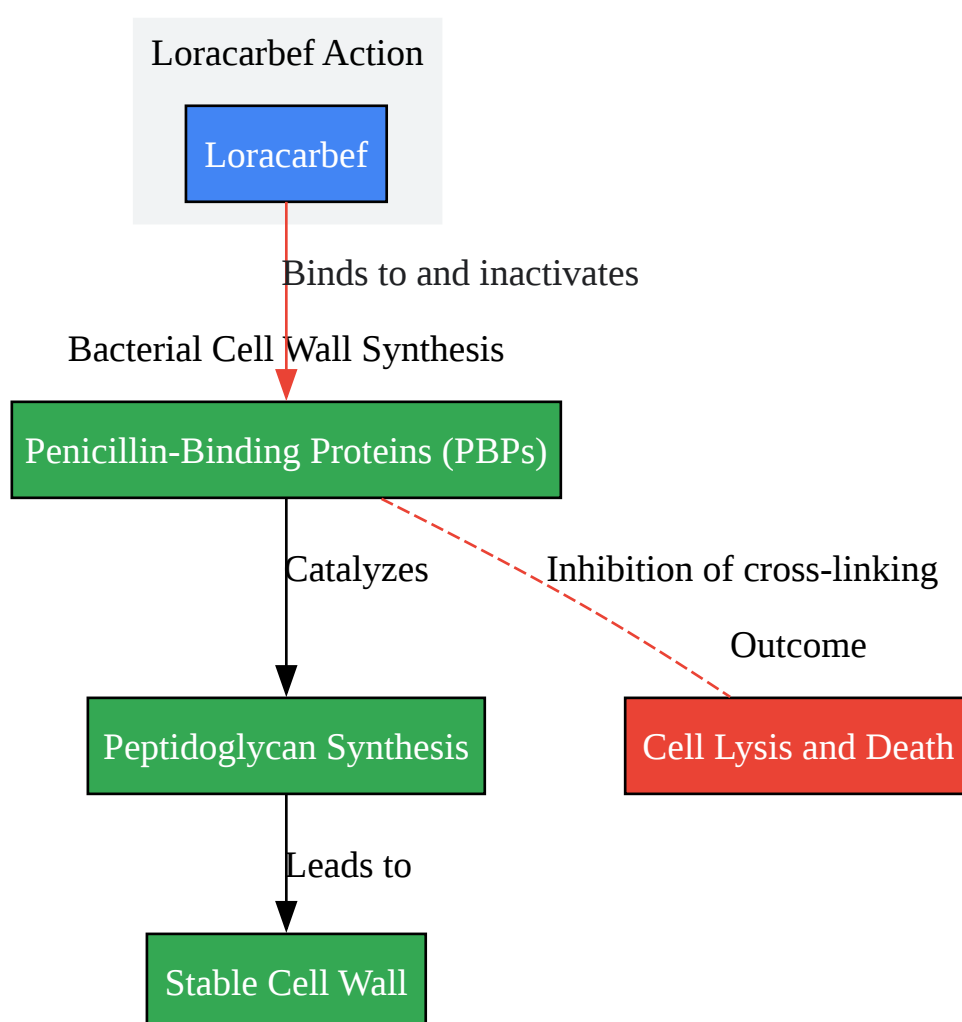 Loracarbef Action
Loracarbef
Binds to and inactivates
Bacterial Cell Wall Synthesis
Penicillin-Binding Proteins (PBPs)
Catalyzes
Inhibition of cross-linking
Outcome
Peptidoglycan Synthesis
Cell Lysis and Death
Leads to
Stable Cell Wall